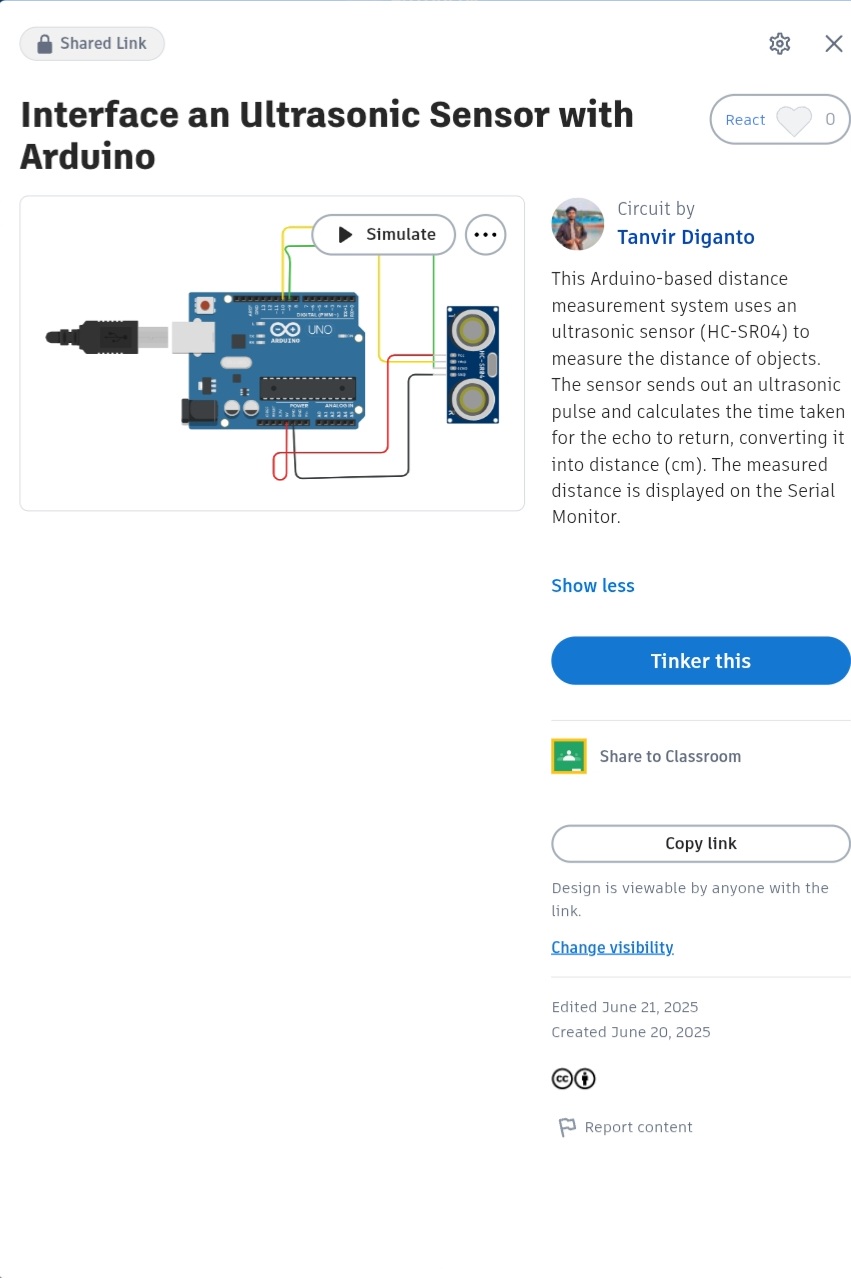 Shared Link
Interface an Ultrasonic Sensor with
Arduino
React 0
Simulate
DIGITAL (PWM~)
UNO
ARDUINO
POWER
ANALOG IN
HC-SR04
Circuit by
Tanvir Diganto
This Arduino-based distance
measurement system uses an
ultrasonic sensor (HC-SR04) to
measure the distance of objects.
The sensor sends out an ultrasonic
pulse and calculates the time taken
for the echo to return, converting it
into distance (cm). The measured
distance is displayed on the Serial
Monitor.
Show less
Tinker this
Share to Classroom
Copy link
Design is viewable by anyone with the
link.
Change visibility
Edited June 21, 2025
Created June 20, 2025
cc
Report content